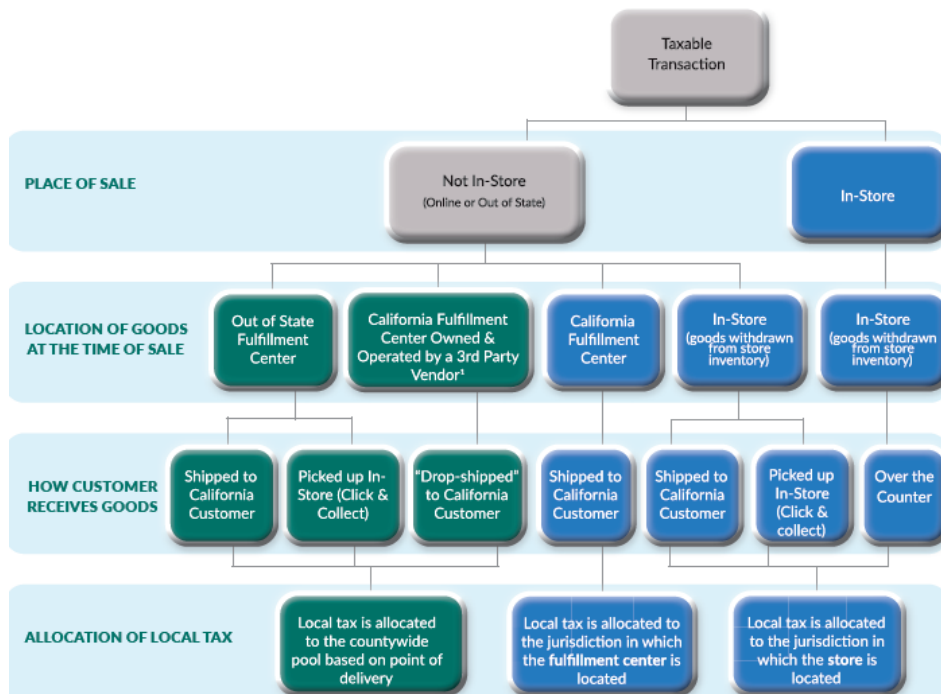 Taxable
Transaction
PLACE OF SALE
Not In-Store
(Online or Out of State)
In-Store
LOCATION OF GOODS
AT THE TIME OF SALE
Out of State
Fulfillment
Center
California Fulfillment
Center Owned &
Operated by a 3rd Party
Vendor¹
California
Fulfillment
Center
In-Store
(goods withdrawn
from store
inventory)
In-Store
(goods withdrawn
from store
inventory)
HOW CUSTOMER
RECEIVES GOODS
Shipped to
California
Customer
Picked up In-
Store (Click &
Collect)
“Drop-shipped”
to California
Customer
Shipped to
California
Customer
Shipped to
California
Customer
Picked up
In-Store
(Click &
collect)
Over the
Counter
ALLOCATION OF LOCAL TAX
Local tax is allocated
to the countywide
pool based on point of
delivery
Local tax is allocated to
the jurisdiction in which
the fulfillment center is
located
Local tax is allocated
to the jurisdiction in
which the store is
located